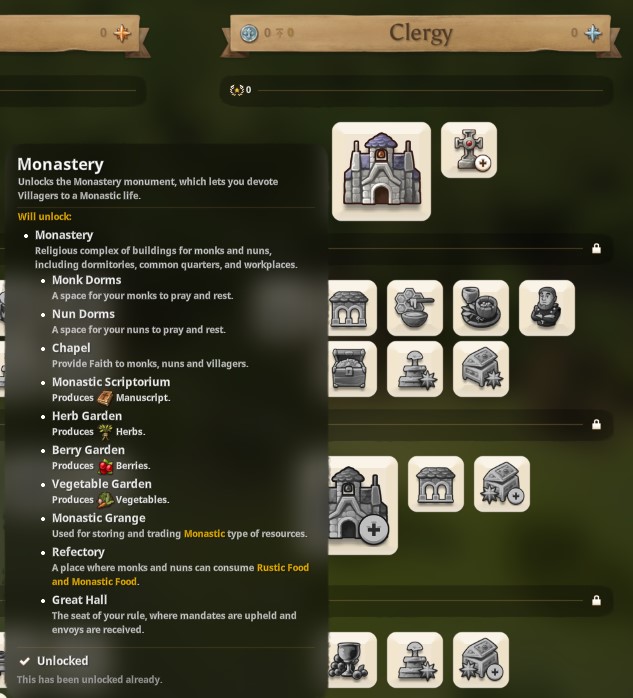 0
0 0
Clergy
0
0
Monastery
Unlocks the Monastery monument, which lets you devote
Villagers to a Monastic life.
Will unlock:
Monastery
Religious complex of buildings for monks and nuns,
including dormitories, common quarters, and workplaces.
Monk Dorms
A space for your monks to pray and rest.
Nun Dorms
A space for your nuns to pray and rest.
Chapel
Provide Faith to monks, nuns and villagers.
Monastic Scriptorium
Produces Manuscript.
Herb Garden
Produces Herbs.
Berry Garden
Produces Berries.
Vegetable Garden
Produces Vegetables.
Monastic Grange
Used for storing and trading Monastic type of resources.
Refectory
A place where monks and nuns can consume Rustic Food
and Monastic Food.
Great Hall
The seat of your rule, where mandates are upheld and
envoys are received.
Unlocked
This has been unlocked already.